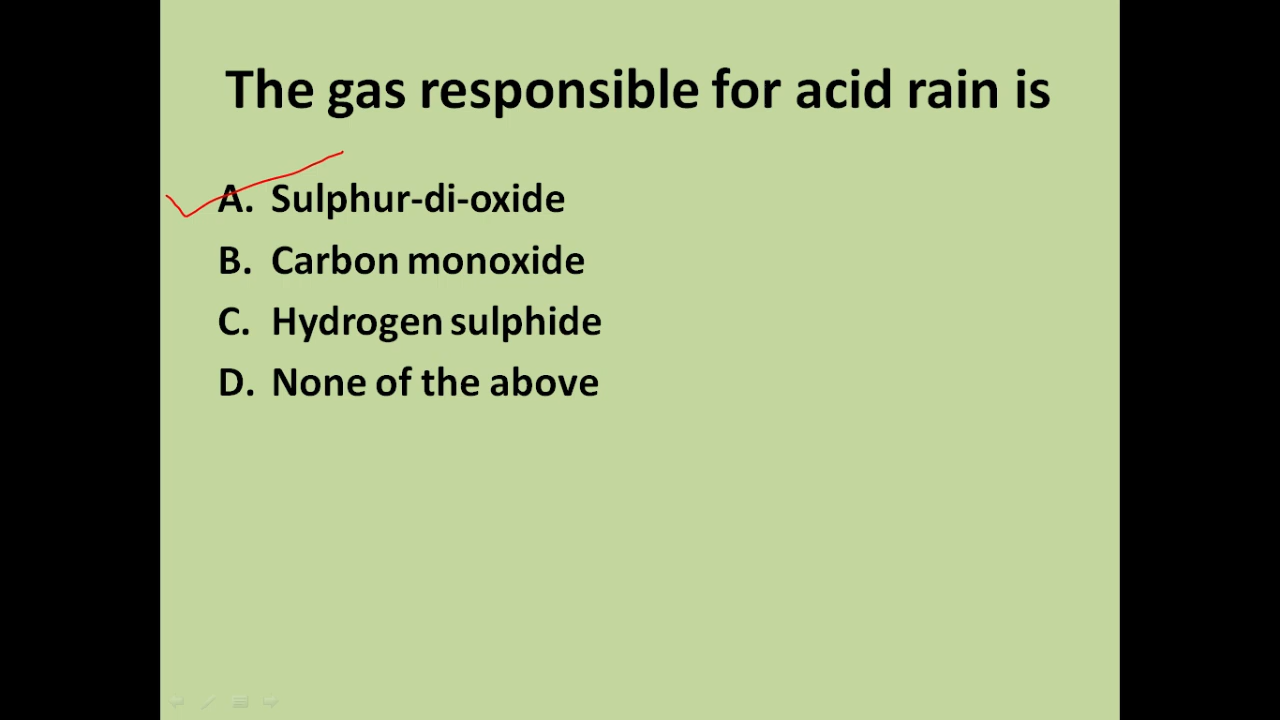 The gas responsible for acid rain is
A. Sulphur-di-oxide
B. Carbon monoxide
C. Hydrogen sulphide
D. None of the above